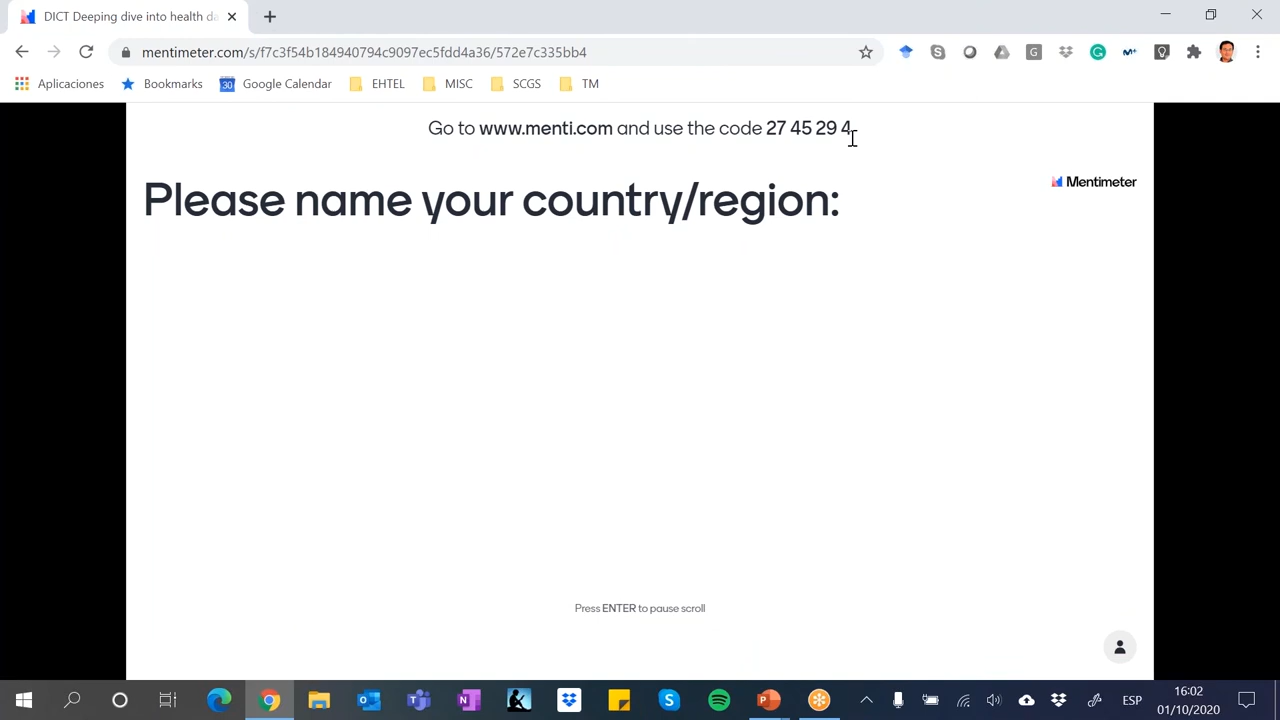 DICT Deeping dive into health da
mentimeter.com/s/f7c3f54b184940794c9097ec5fdd4a36/572e7c335bb4
Aplicaciones Bookmarks 30 Google Calendar EHTEL MISC SCGS TM
Go to www.menti.com and use the code 27 45 29 4
Mentimeter
Please name your country/region:
Press ENTER to pause scroll
ESP
16:02
01/10/2020